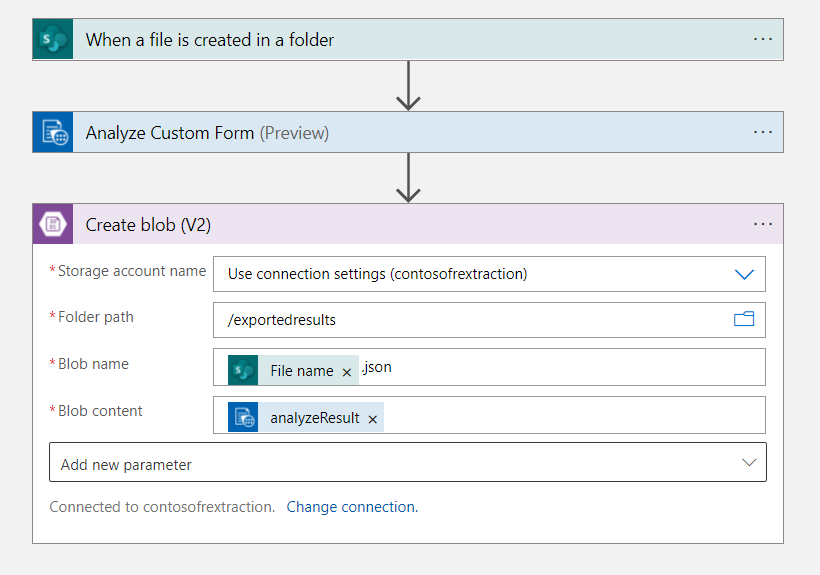 When a file is created in a folder
Analyze Custom Form (Preview)
Create blob (V2)
*Storage account name
Use connection settings (contosofrextraction)
*Folder path
/exportedresults
*Blob name
File name × .json
*Blob content
analyzeResult ×
Add new parameter
Connected to contosofrextraction. Change connection.